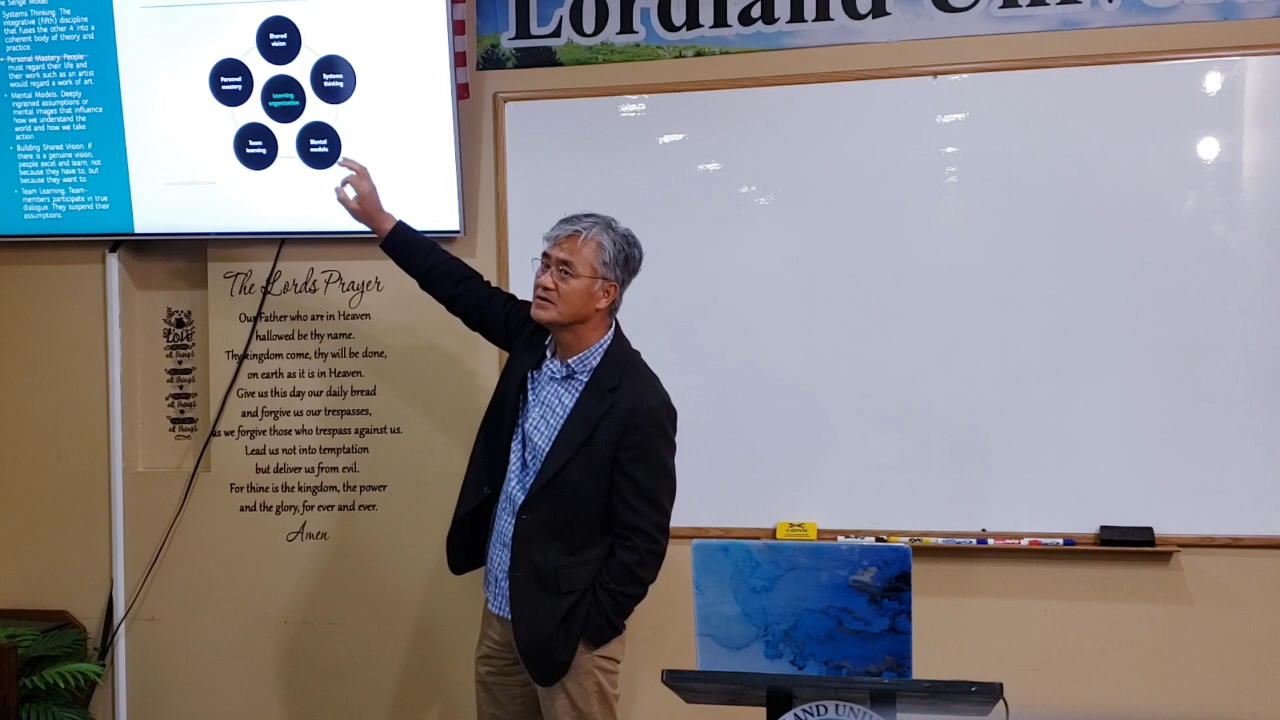 the Senge Model
Systems Thinking. The
integrative (fifth) discipline
that fuses the other 4 into a
coherent body of theory and
practice.
• Personal Mastery. People
must regard their life and
their work such as an artist
would regard a work of art.
• Mental Models. Deeply
ingrained assumptions or
mental images that influence
how we understand the
world and how we take
action
• Building Shared Vision. If
there is a genuine vision,
people excel and learn, not
because they have to, but
because they want to.
• Team Learning. Team-
members participate in true
dialogue. They suspend their
assumptions.
Shared
vision
Personal
mastery
Systems
thinking
Learning
organization
Team
learning
Mental
models
Lordland
The Lords Prayer
Our Father who are in Heaven
hallowed be thy name.
Thy kingdom come, thy will be done,
on earth as it is in Heaven.
Give us this day our daily bread
and forgive us our trespasses,
as we forgive those who trespass against us.
Lead us not into temptation
but deliver us from evil.
For thine is the kingdom, the power
and the glory, for ever and ever.
Amen
LOVE
all things
all things
all things
all things
AND UNIV